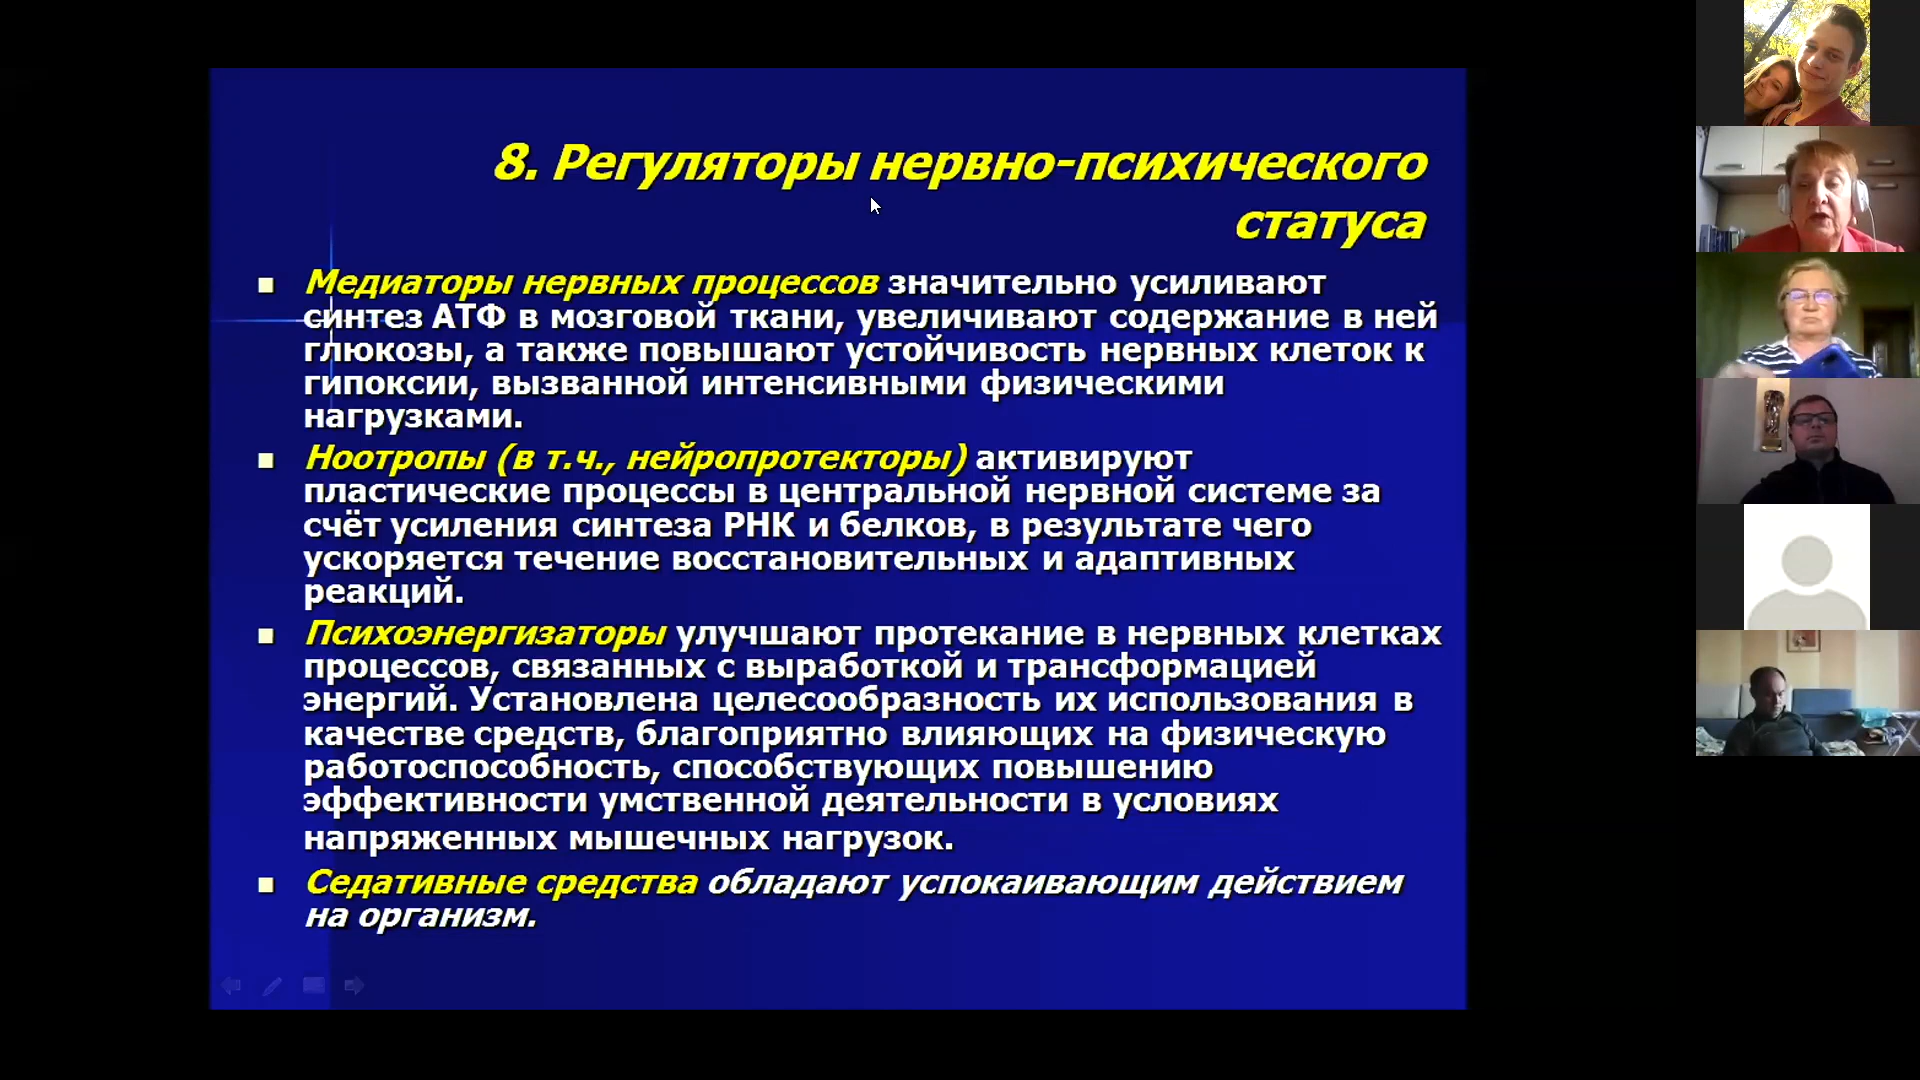 8. Регуляторы нервно-психического
статуса
Медиаторы нервных процессов значительно усиливают
синтез АТФ в мозговой ткани, увеличивают содержание в ней
глюкозы, а также повышают устойчивость нервных клеток к
гипоксии, вызванной интенсивными физическими
нагрузками.
Ноотропы (в т.ч., нейропротекторы) активируют
пластические процессы в центральной нервной системе за
счёт усиления синтеза РНК и белков, в результате чего
ускоряется течение восстановительных и адаптивных
реакций.
Психоэнергизаторы улучшают протекание в нервных клетках
процессов, связанных с выработкой и трансформацией
энергий. Установлена целесообразность их использования в
качестве средств, благоприятно влияющих на физическую
работоспособность, способствующих повышению
эффективности умственной деятельности в условиях
напряженных мышечных нагрузок.
Седативные средства обладают успокаивающим действием
на организм.